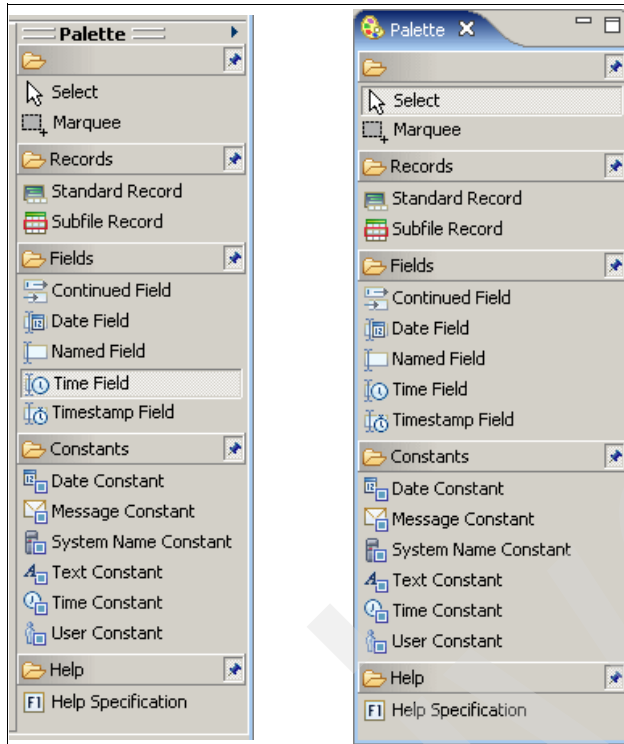 Palette
Select
Marquee
Records
Standard Record
Subfile Record
Fields
Continued Field
Date Field
Named Field
Time Field
Timestamp Field
Constants
Date Constant
Message Constant
System Name Constant
Text Constant
Time Constant
User Constant
Help
Help Specification
Palette
Select
Marquee
Records
Standard Record
Subfile Record
Fields
Continued Field
Date Field
Named Field
Time Field
Timestamp Field
Constants
Date Constant
Message Constant
System Name Constant
Text Constant
Time Constant
User Constant
Help
F1 Help Specification